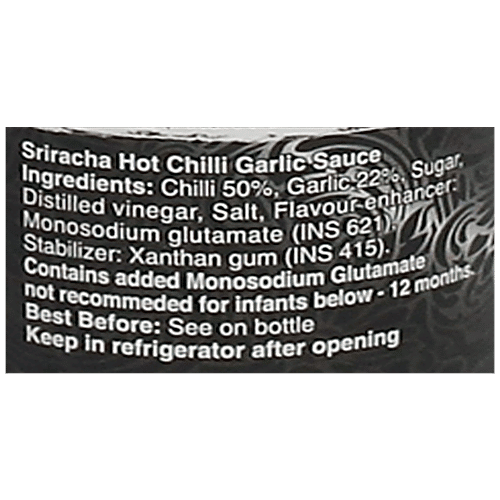 Sriracha Hot Chilli Garlic Sauce
Ingredients: Chilli 50%, Garlic 22%, Sugar,
Distilled vinegar, Salt, Flavour enhancer:
Monosodium glutamate (INS 621),
Stabilizer: Xanthan gum (INS 415).
Contains added Monosodium Glutamate
not recommeded for infants below - 12 months.
Best Before: See on bottle
Keep in refrigerator after opening